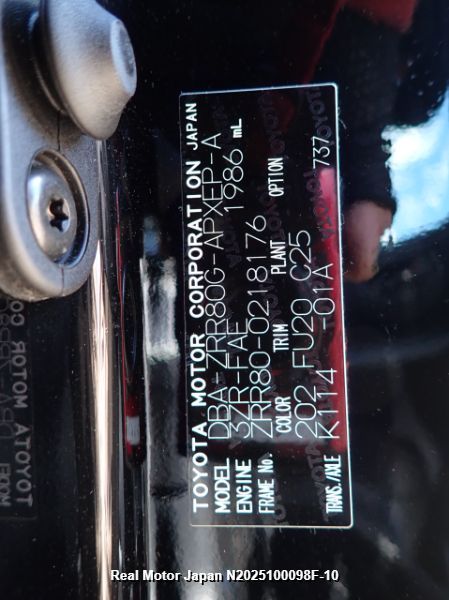 TOYOTA MOTOR CORPORATION JAPAN
MODEL DBA-ZRR80G-APXEP-A
ENGINE 3ZR-FAE 1986 mL
FRAME No. ZRR80-0218176
COLOR TRIM PLANT OPTION
202 FU20 C25
TRANS./AXLE K114 -01A 737
Real Motor Japan N2025100098F-10